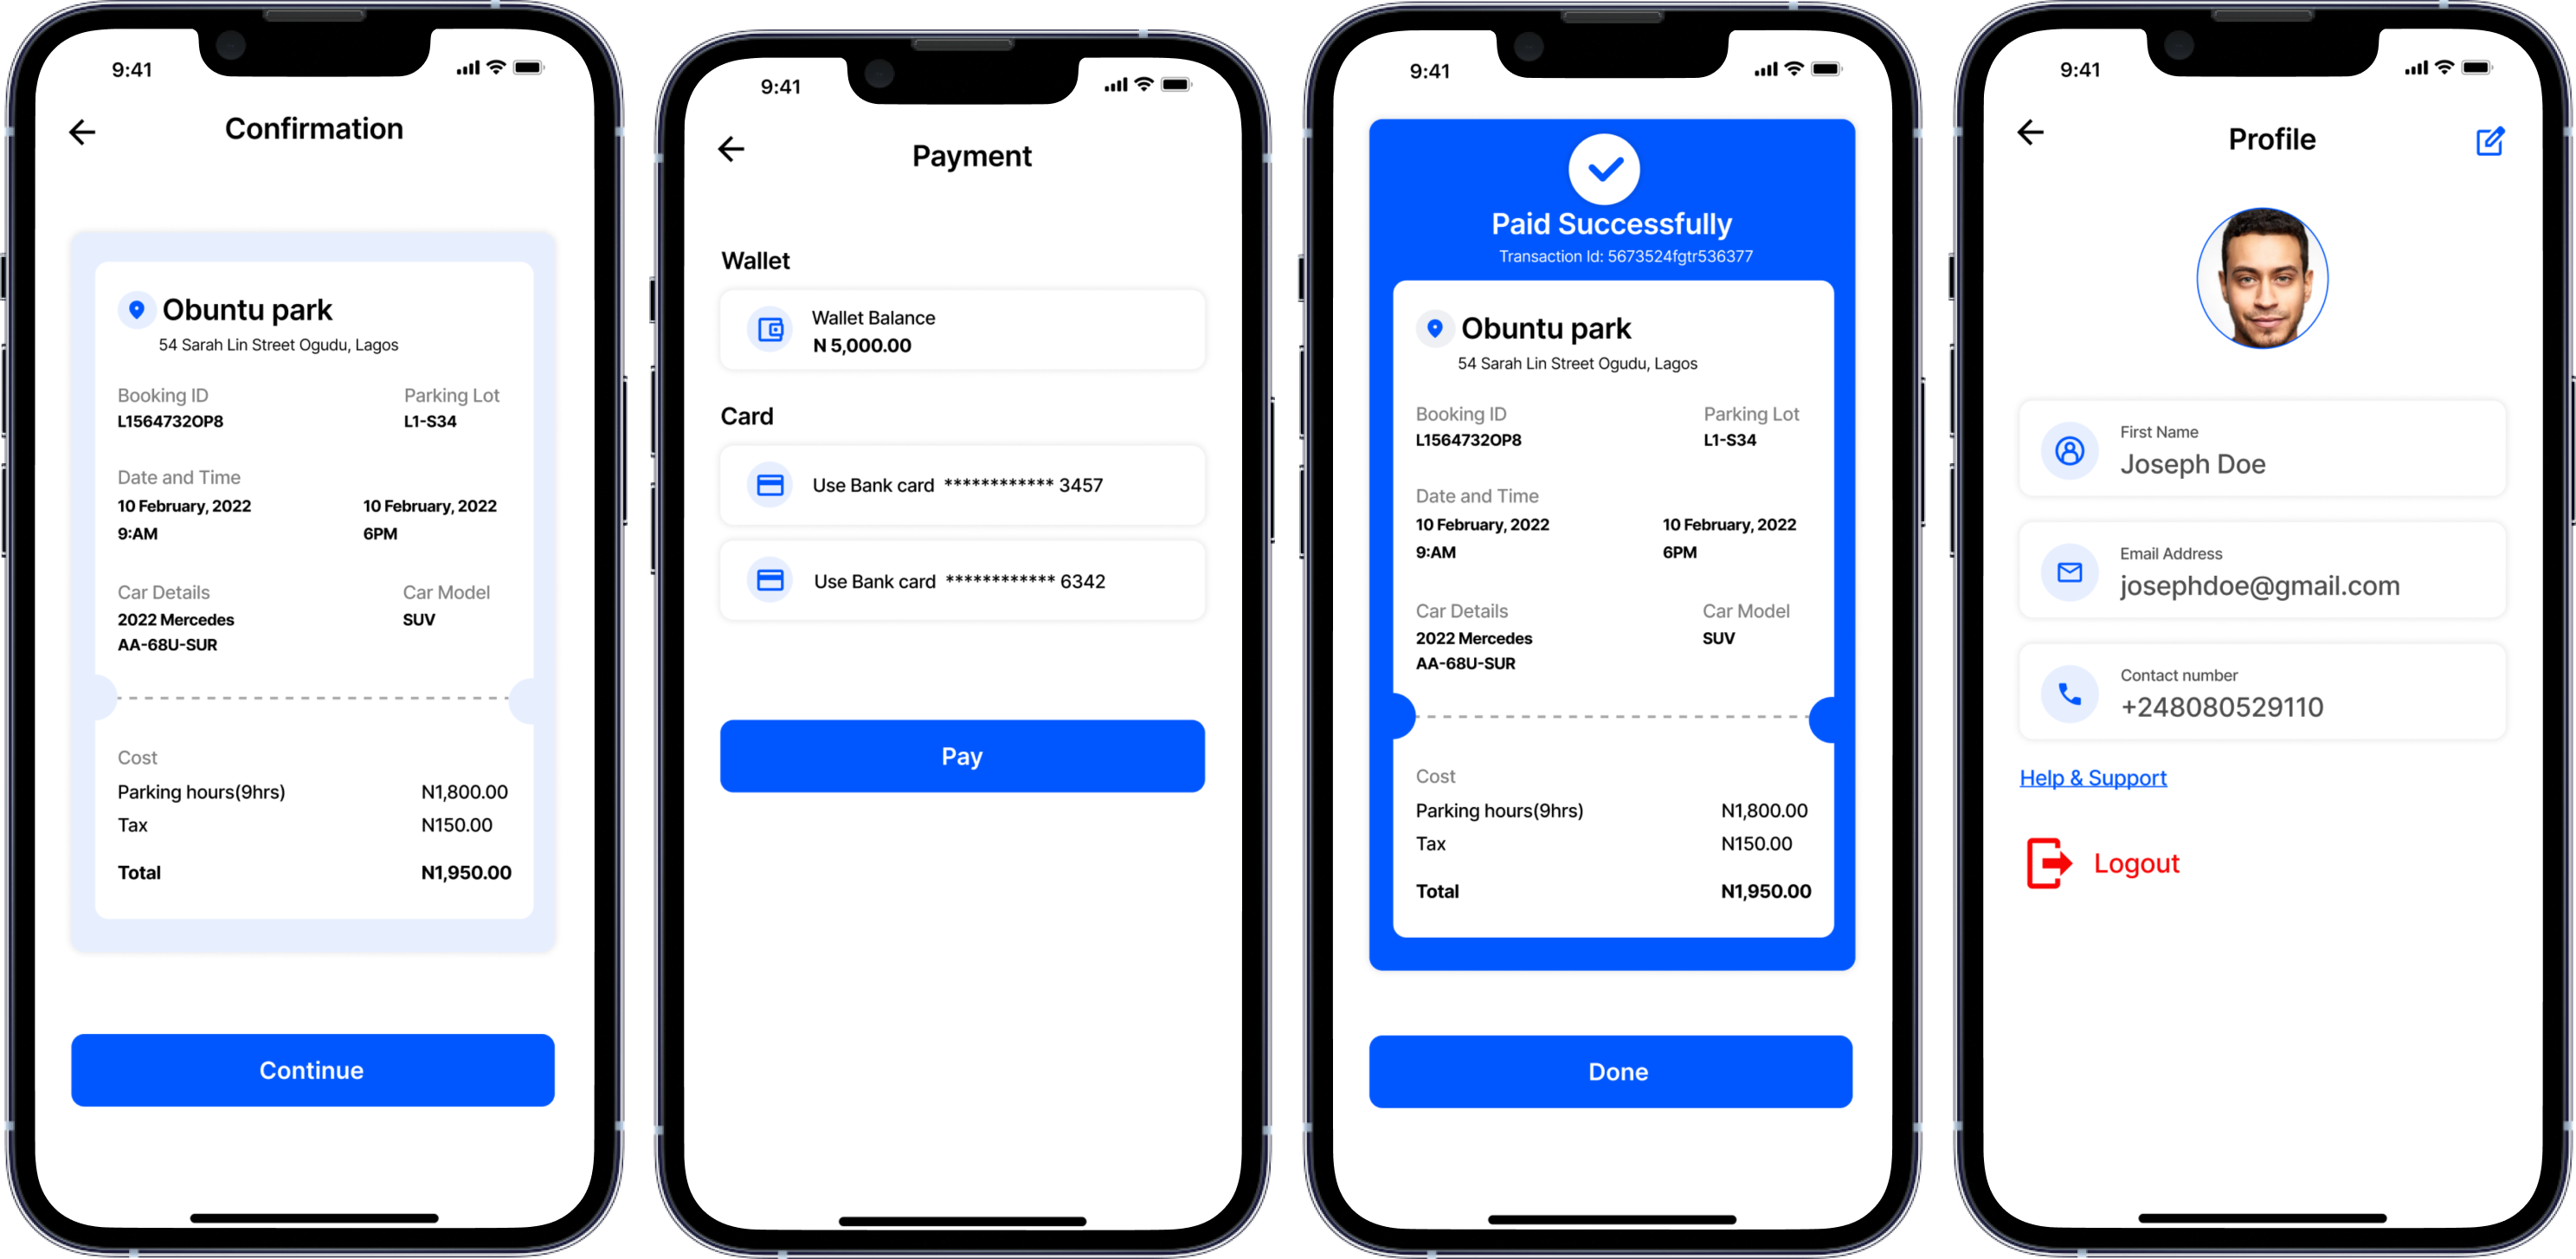 9:41
Confirmation
Obuntu park
54 Sarah Lin Street Ogudu, Lagos
Booking ID Parking Lot
L1564732OP8 L1-S34
Date and Time
10 February, 2022 10 February, 2022
9:AM 6PM
Car Details Car Model
2022 Mercedes SUV
AA-68U-SUR
Cost
Parking hours(9hrs) N1,800.00
Tax N150.00
Total N1,950.00
Continue
9:41
Payment
Wallet
Wallet Balance
N 5,000.00
Card
Use Bank card ************ 3457
Use Bank card ************ 6342
Pay
9:41
Paid Successfully
Transaction Id: 5673524fgtr536377
Obuntu park
54 Sarah Lin Street Ogudu, Lagos
Booking ID Parking Lot
L1564732OP8 L1-S34
Date and Time
10 February, 2022 10 February, 2022
9:AM 6PM
Car Details Car Model
2022 Mercedes SUV
AA-68U-SUR
Cost
Parking hours(9hrs) N1,800.00
Tax N150.00
Total N1,950.00
Done
9:41
Profile
First Name
Joseph Doe
Email Address
josephdoe@gmail.com
Contact number
+248080529110
Help & Support
Logout